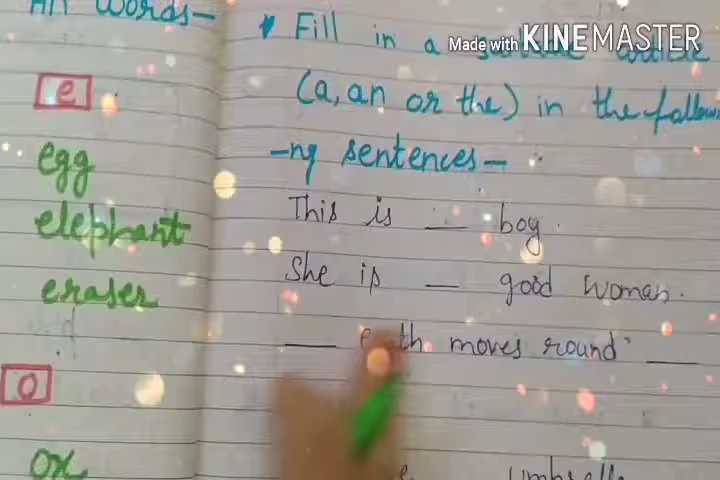 words-
e
egg
elephant
eraser
o
ox
Made with KINEMASTER
Fill in a
(a, an or the) in the follow
-ng sentences-
This is __ boy.
She is __ good woman.
__ moves round __
umbrella